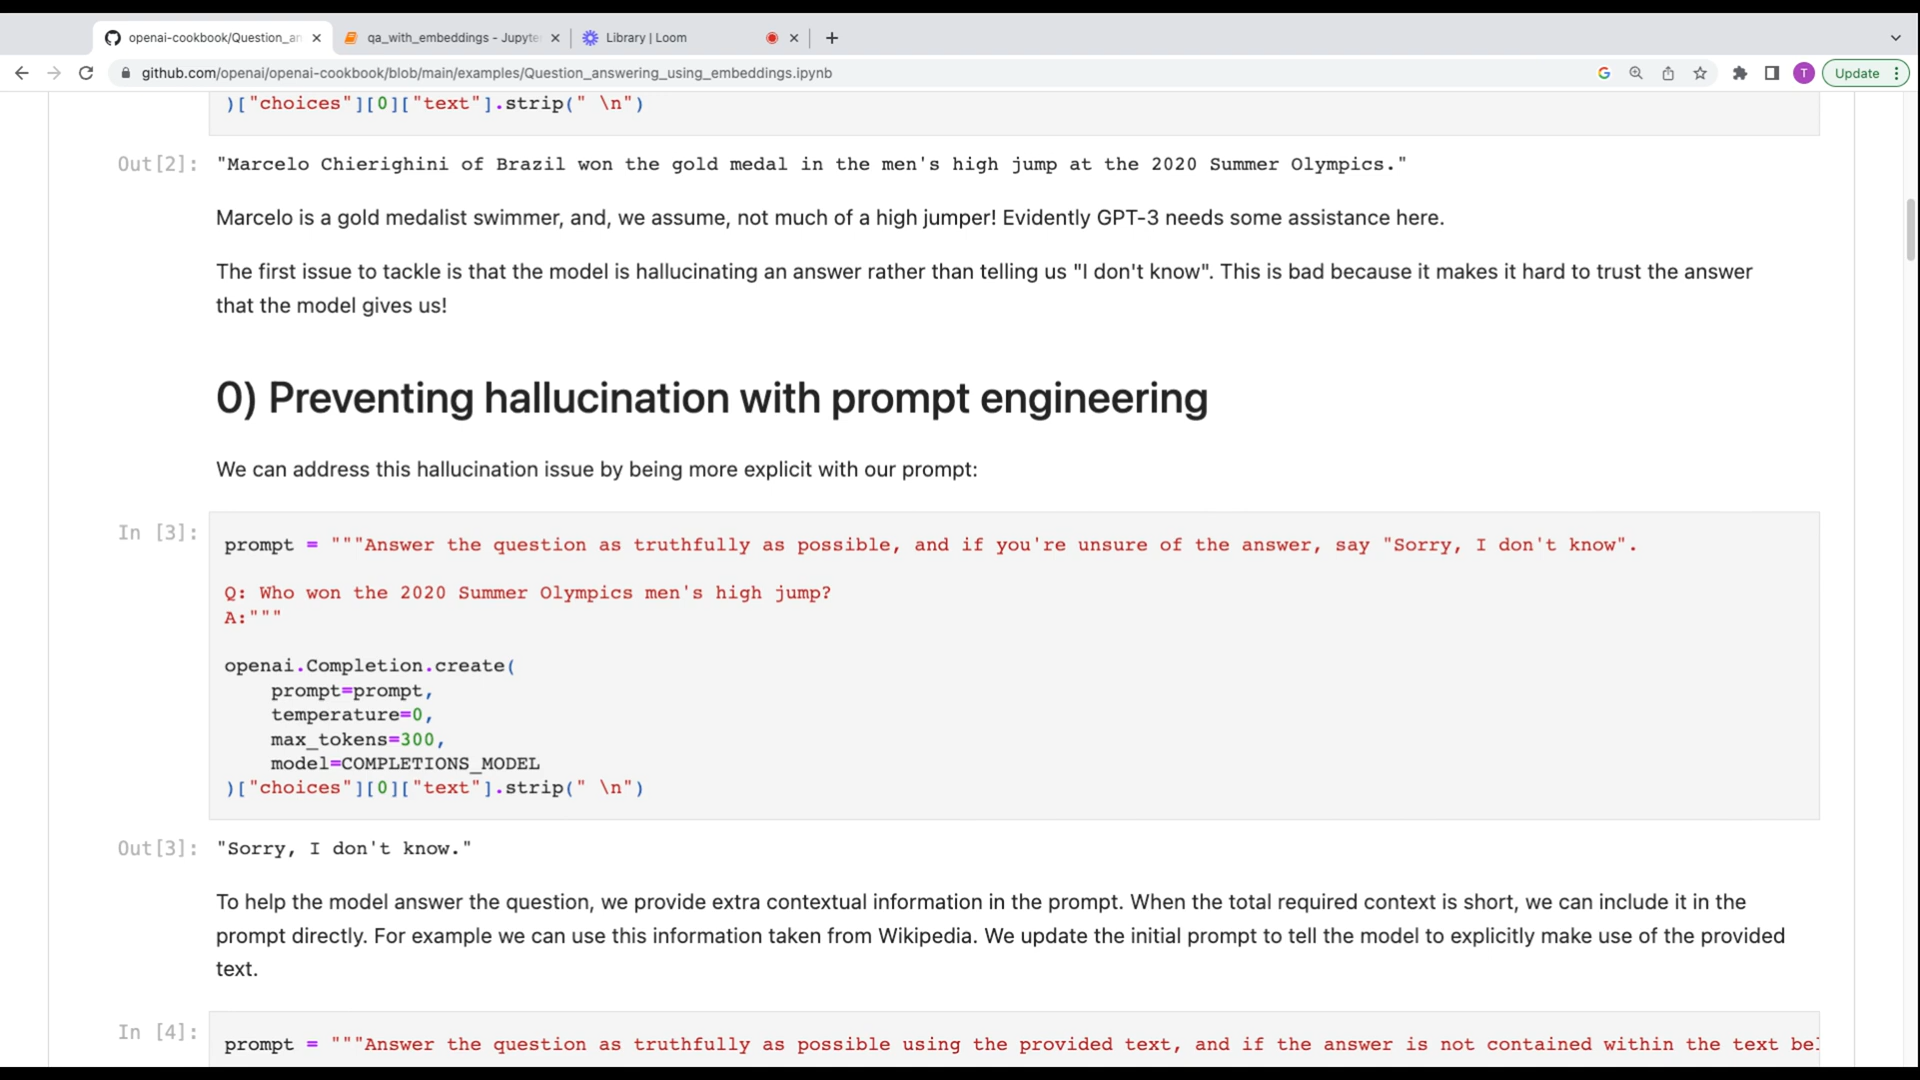 openai-cookbook/Question_an
qa_with_embeddings - Jupyte
Library | Loom
github.com/openai/openai-cookbook/blob/main/examples/Question_answering_using_embeddings.ipynb
T
Update
)["choices"][0]["text"].strip(" \n")
Out[2]: "Marcelo Chierighini of Brazil won the gold medal in the men's high jump at the 2020 Summer Olympics."
Marcelo is a gold medalist swimmer, and, we assume, not much of a high jumper! Evidently GPT-3 needs some assistance here.
The first issue to tackle is that the model is hallucinating an answer rather than telling us "I don't know". This is bad because it makes it hard to trust the answer
that the model gives us!
0) Preventing hallucination with prompt engineering
We can address this hallucination issue by being more explicit with our prompt:
In [3]:
prompt = """Answer the question as truthfully as possible, and if you're unsure of the answer, say "Sorry, I don't know".
Q: Who won the 2020 Summer Olympics men's high jump?
A:"""
openai.Completion.create(
prompt=prompt,
temperature=0,
max_tokens=300,
model=COMPLETIONS_MODEL
)["choices"][0]["text"].strip(" \n")
Out[3]: "Sorry, I don't know."
To help the model answer the question, we provide extra contextual information in the prompt. When the total required context is short, we can include it in the
prompt directly. For example we can use this information taken from Wikipedia. We update the initial prompt to tell the model to explicitly make use of the provided
text.
In [4]:
prompt = """Answer the question as truthfully as possible using the provided text, and if the answer is not contained within the text bel